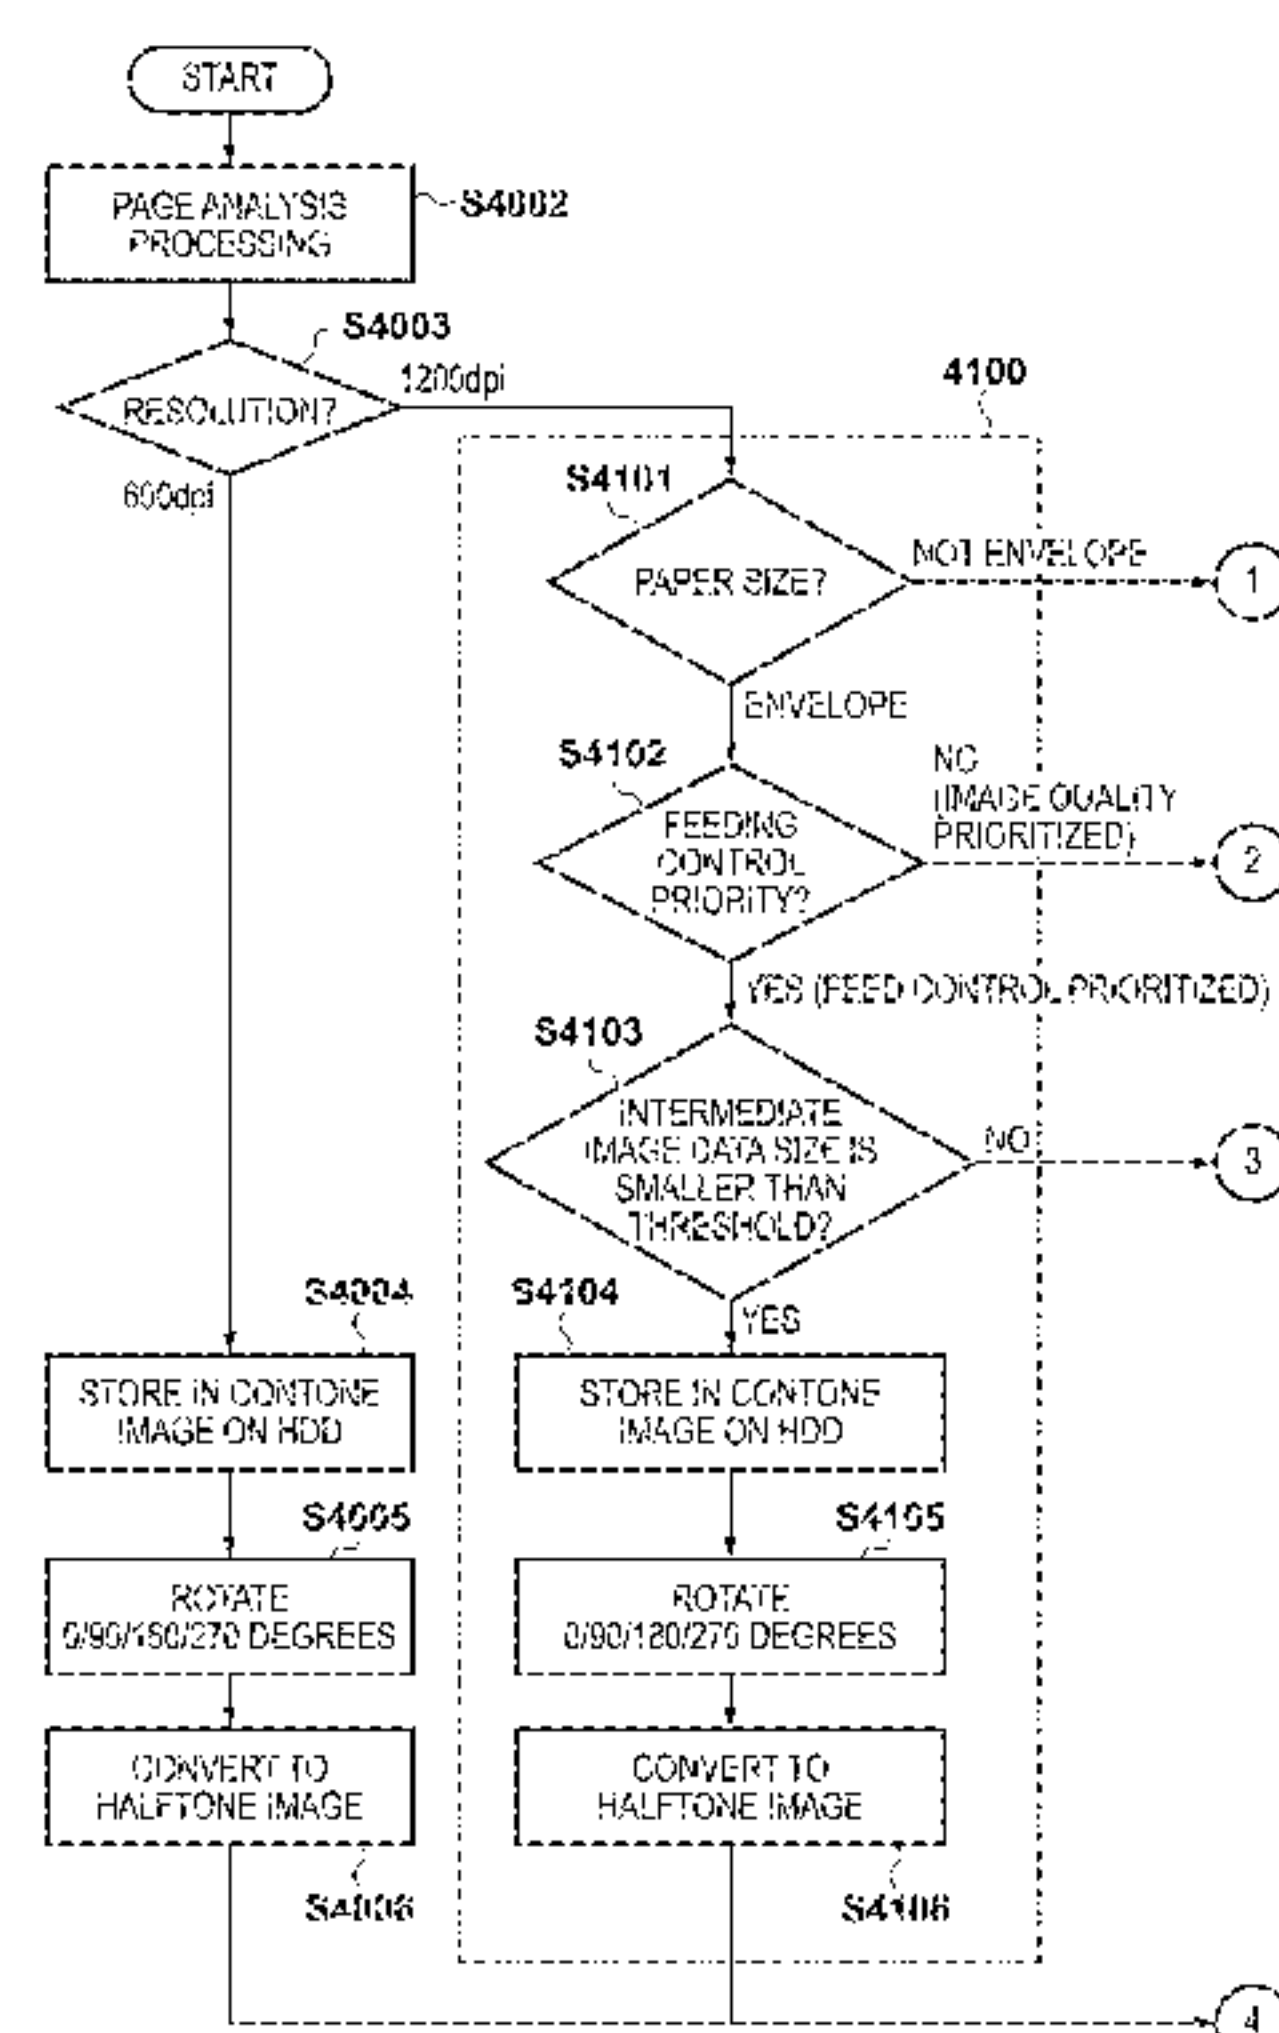 START
PAGE ANALYSIS
PROCESSING
S4002
S4003
RESOLUTION?
1200dpi
600dpi
4100
S4101
PAPER SIZE?
NOT ENVELOPE
1
ENVELOPE
S4102
FEEDING
CONTROL
PRIORITY?
NO
(IMAGE QUALITY
PRIORITIZED)
2
YES (FEED CONTROL PRIORITIZED)
S4103
INTERMEDIATE
IMAGE DATA SIZE IS
SMALLER THAN
THRESHOLD?
NO
3
YES
S4004
STORE IN CONTONE
IMAGE ON HDD
S4104
STORE IN CONTONE
IMAGE ON HDD
S4005
ROTATE
0/90/180/270 DEGREES
S4105
ROTATE
0/90/180/270 DEGREES
CONVERT TO
HALFTONE IMAGE
S4006
CONVERT TO
HALFTONE IMAGE
S4106
4